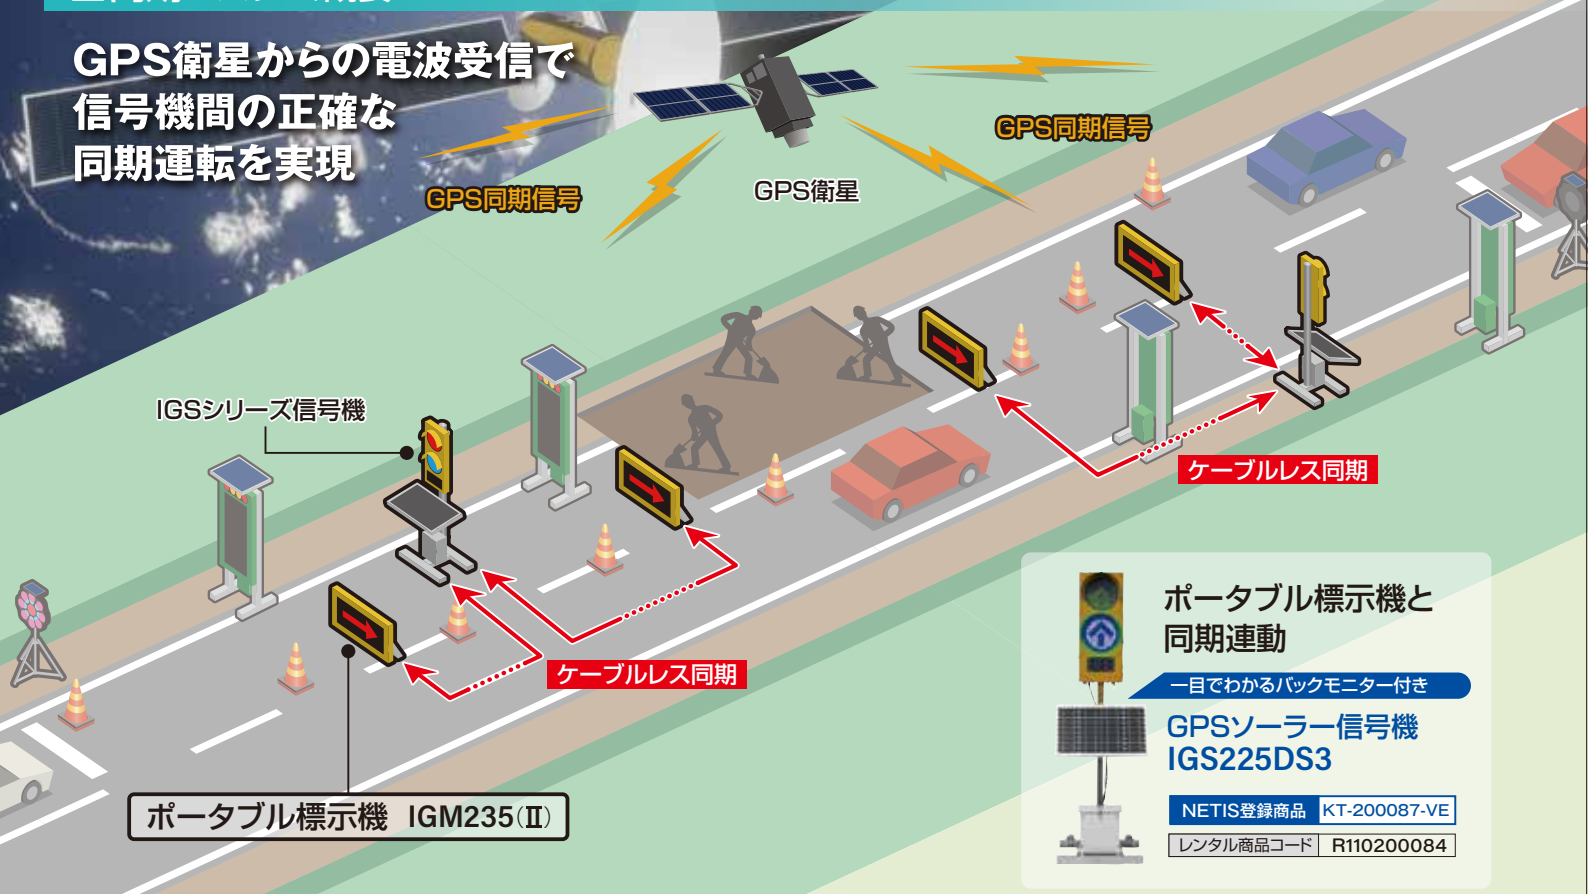 GPS衛星からの電波受信で
信号機間の正確な
同期運転を実現
GPS同期信号
GPS衛星
GPS同期信号
IGSシリーズ信号機
ケーブルレス同期
ケーブルレス同期
ポータブル標示機 IGM235(Ⅱ)
ポータブル標示機と
同期連動
一目でわかるバックモニター付き
GPSソーラー信号機
IGS225DS3
NETIS登録商品 KT-200087-VE
レンタル商品コード R110200084